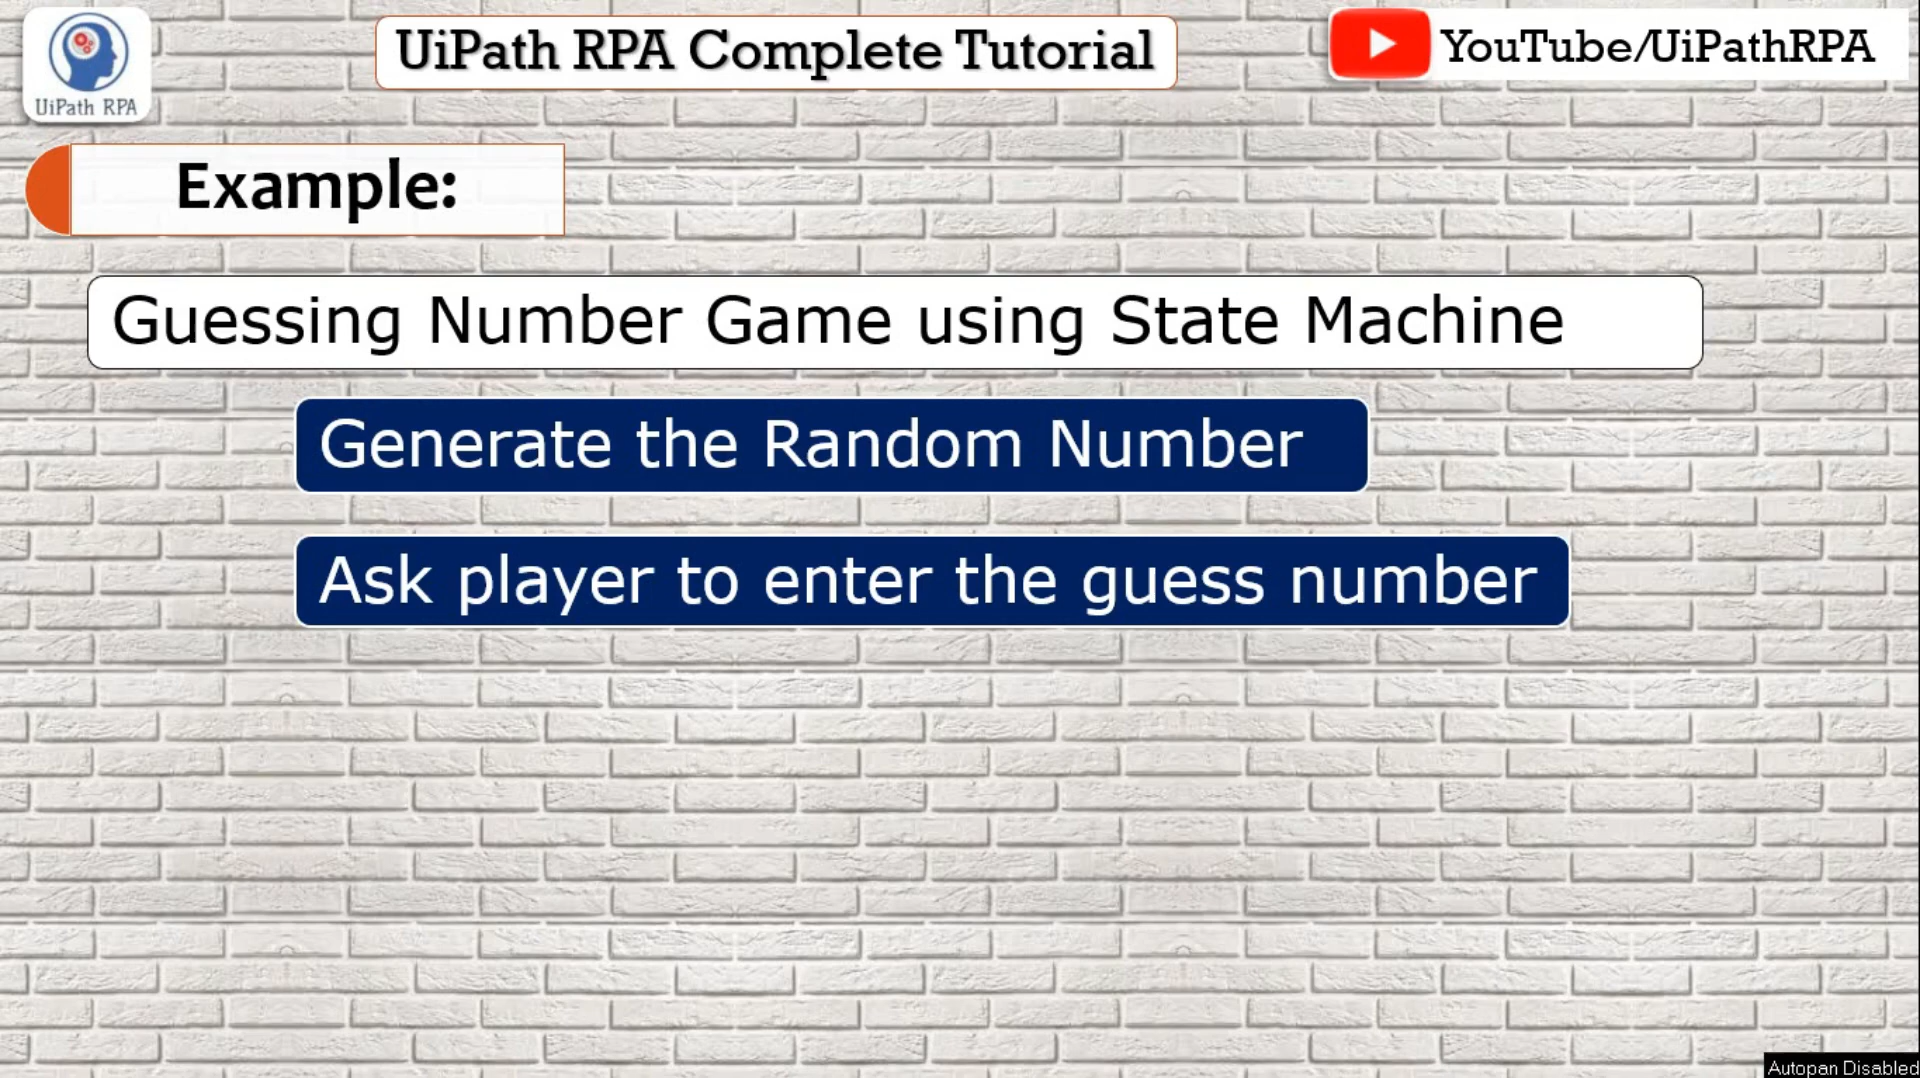 UiPath RPA
UiPath RPA Complete Tutorial
YouTube/UiPathRPA
Example:
Guessing Number Game using State Machine
Generate the Random Number
Ask player to enter the guess number
Autopan Disabled